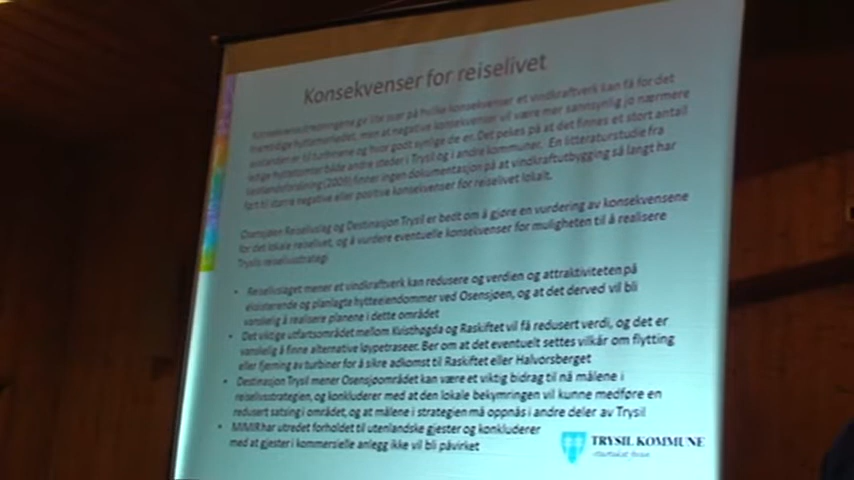 Konsekvenser for reiselivet
Konsekvensutredningene gir lite svar på hvilke konsekvenser et vindkraftverk kan få for det
fremtidige hyttemarkedet, men at negative konsekvenser vil være mer sannsynlig jo nærmere
avstanden er til turbinene og hvor godt synlige de er. Det pekes på at det finnes et stort antall
ledige hyttetomter både andre steder i Trysil og i andre kommuner. En litteraturstudie fra
Vestlandsforskning (2009) finner ingen dokumentasjon på at vindkraftutbygging så langt har
ført til større negative eller positive konsekvenser for reiselivet lokalt.
Osensjøen Reiselivslag og Destinasjon Trysil er bedt om å gjøre en vurdering av konsekvensene
for det lokale reiselivet, og å vurdere eventuelle konsekvenser for muligheten til å realisere
Trysils reiselivsstrategi
• Reiselivslaget mener et vindkraftverk kan redusere og verdien og attraktiviteten på
eksisterende og planlagte hytteeiendommer ved Osensjøen, og at det derved vil bli
vanskelig å realisere planene i dette området
• Det viktige utfartsområdet mellom Kvisthøgda og Raskiftet vil få redusert verdi, og det er
vanskelig å finne alternative løypetraseer. Ber om at det eventuelt settes vilkår om flytting
eller fjerning av turbiner for å sikre adkomst til Raskiftet eller Halvorsberget
• Destinasjon Trysil mener Osensjøområdet kan være et viktig bidrag til nå målene i
reiselivsstrategien, og konkluderer med at den lokale bekymringen vil kunne medføre en
redusert satsing i området, og at målene i strategien må oppnås i andre deler av Trysil
• MIMIR har utredet forholdet til utenlandske gjester og konkluderer
med at gjester i kommersielle anlegg ikke vil bli påvirket
TRYSIL KOMMUNE